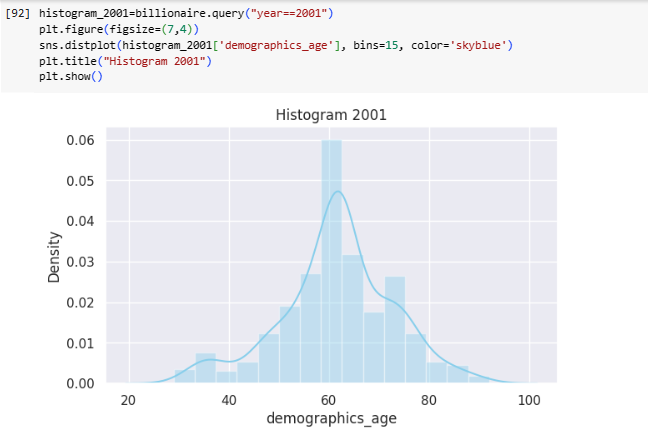 [92] histogram_2001=billionaire.query("year==2001")
plt.figure(figsize=(7,4))
sns.distplot(histogram_2001['demographics_age'], bins=15, color='skyblue')
plt.title("Histogram 2001")
plt.show()
Histogram 2001
0.06
0.05
0.04
0.03
0.02
0.01
0.00
Density
20 40 60 80 100
demographics_age